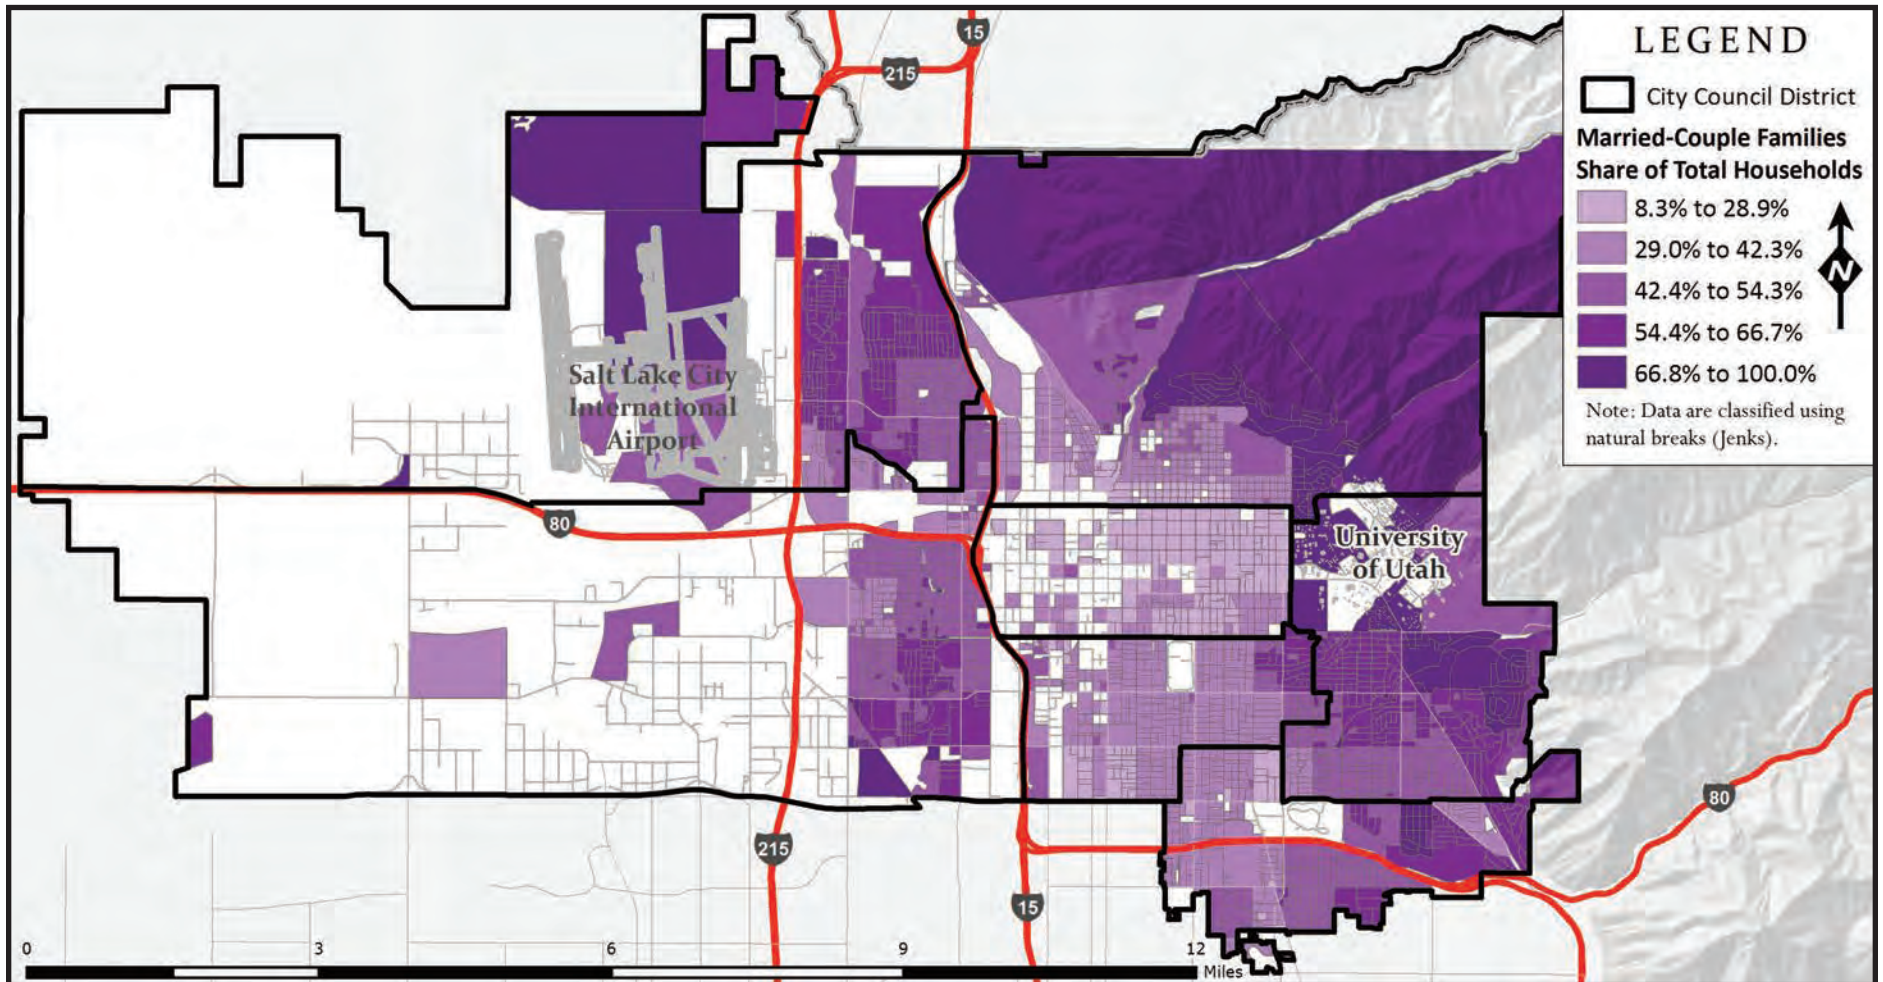 LEGEND
City Council District
Married-Couple Families
Share of Total Households
8.3% to 28.9%
29.0% to 42.3%
42.4% to 54.3%
54.4% to 66.7%
66.8% to 100.0%
N
Note: Data are classified using
natural breaks (Jenks).
15
215
Salt Lake City
International
Airport
80
University
of Utah
80
215
15
0 3 6 9 12
Miles